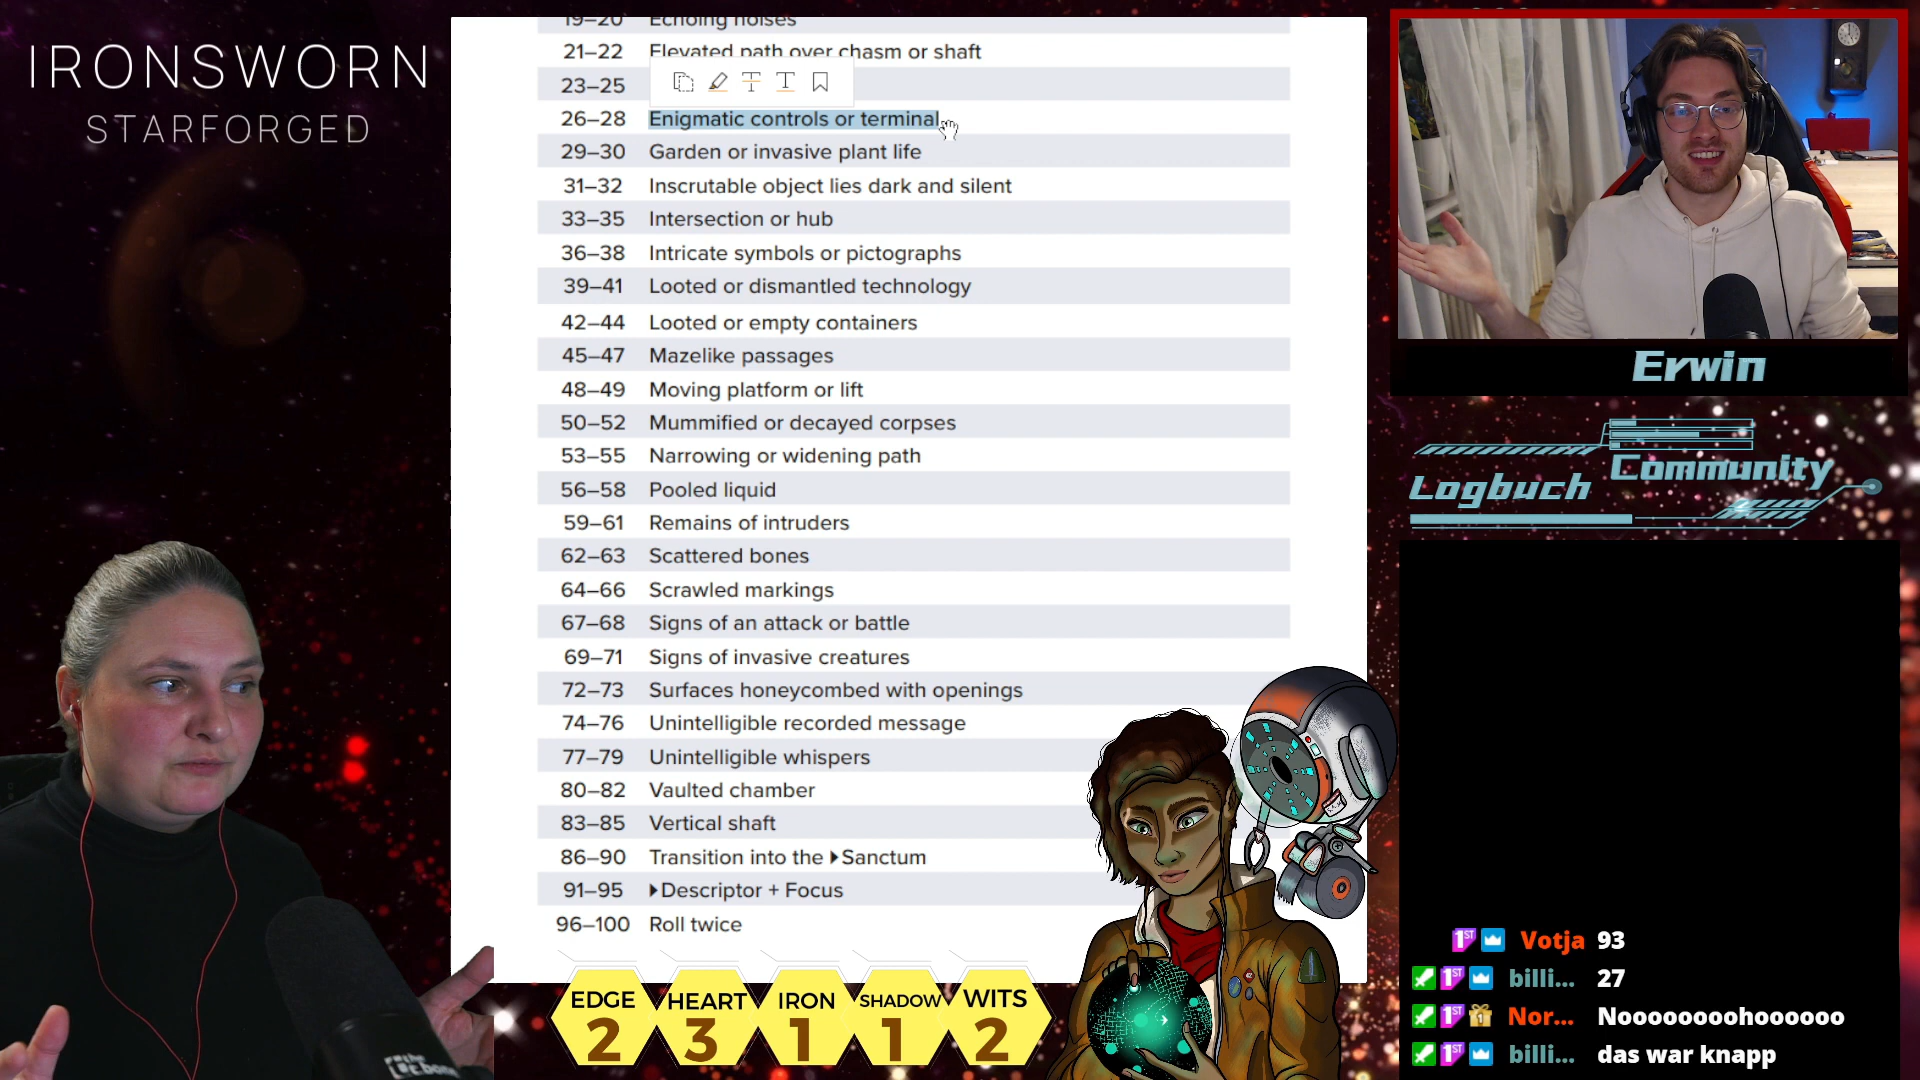 IRONSWORN
STARFORGED
19–20 Echoing noises
21–22 Elevated path over chasm or shaft
23–25
26–28 Enigmatic controls or terminal
29–30 Garden or invasive plant life
31–32 Inscrutable object lies dark and silent
33–35 Intersection or hub
36–38 Intricate symbols or pictographs
39–41 Looted or dismantled technology
42–44 Looted or empty containers
45–47 Mazelike passages
48–49 Moving platform or lift
50–52 Mummified or decayed corpses
53–55 Narrowing or widening path
56–58 Pooled liquid
59–61 Remains of intruders
62–63 Scattered bones
64–66 Scrawled markings
67–68 Signs of an attack or battle
69–71 Signs of invasive creatures
72–73 Surfaces honeycombed with openings
74–76 Unintelligible recorded message
77–79 Unintelligible whispers
80–82 Vaulted chamber
83–85 Vertical shaft
86–90 Transition into the ▶Sanctum
91–95 ▶Descriptor + Focus
96–100 Roll twice
EDGE HEART IRON SHADOW WITS
2 3 1 1 2
Erwin
Logbuch Community
1ST Votja 93
1ST billi... 27
1ST Nor... Noooooooohoooooo
1ST billi... das war knapp